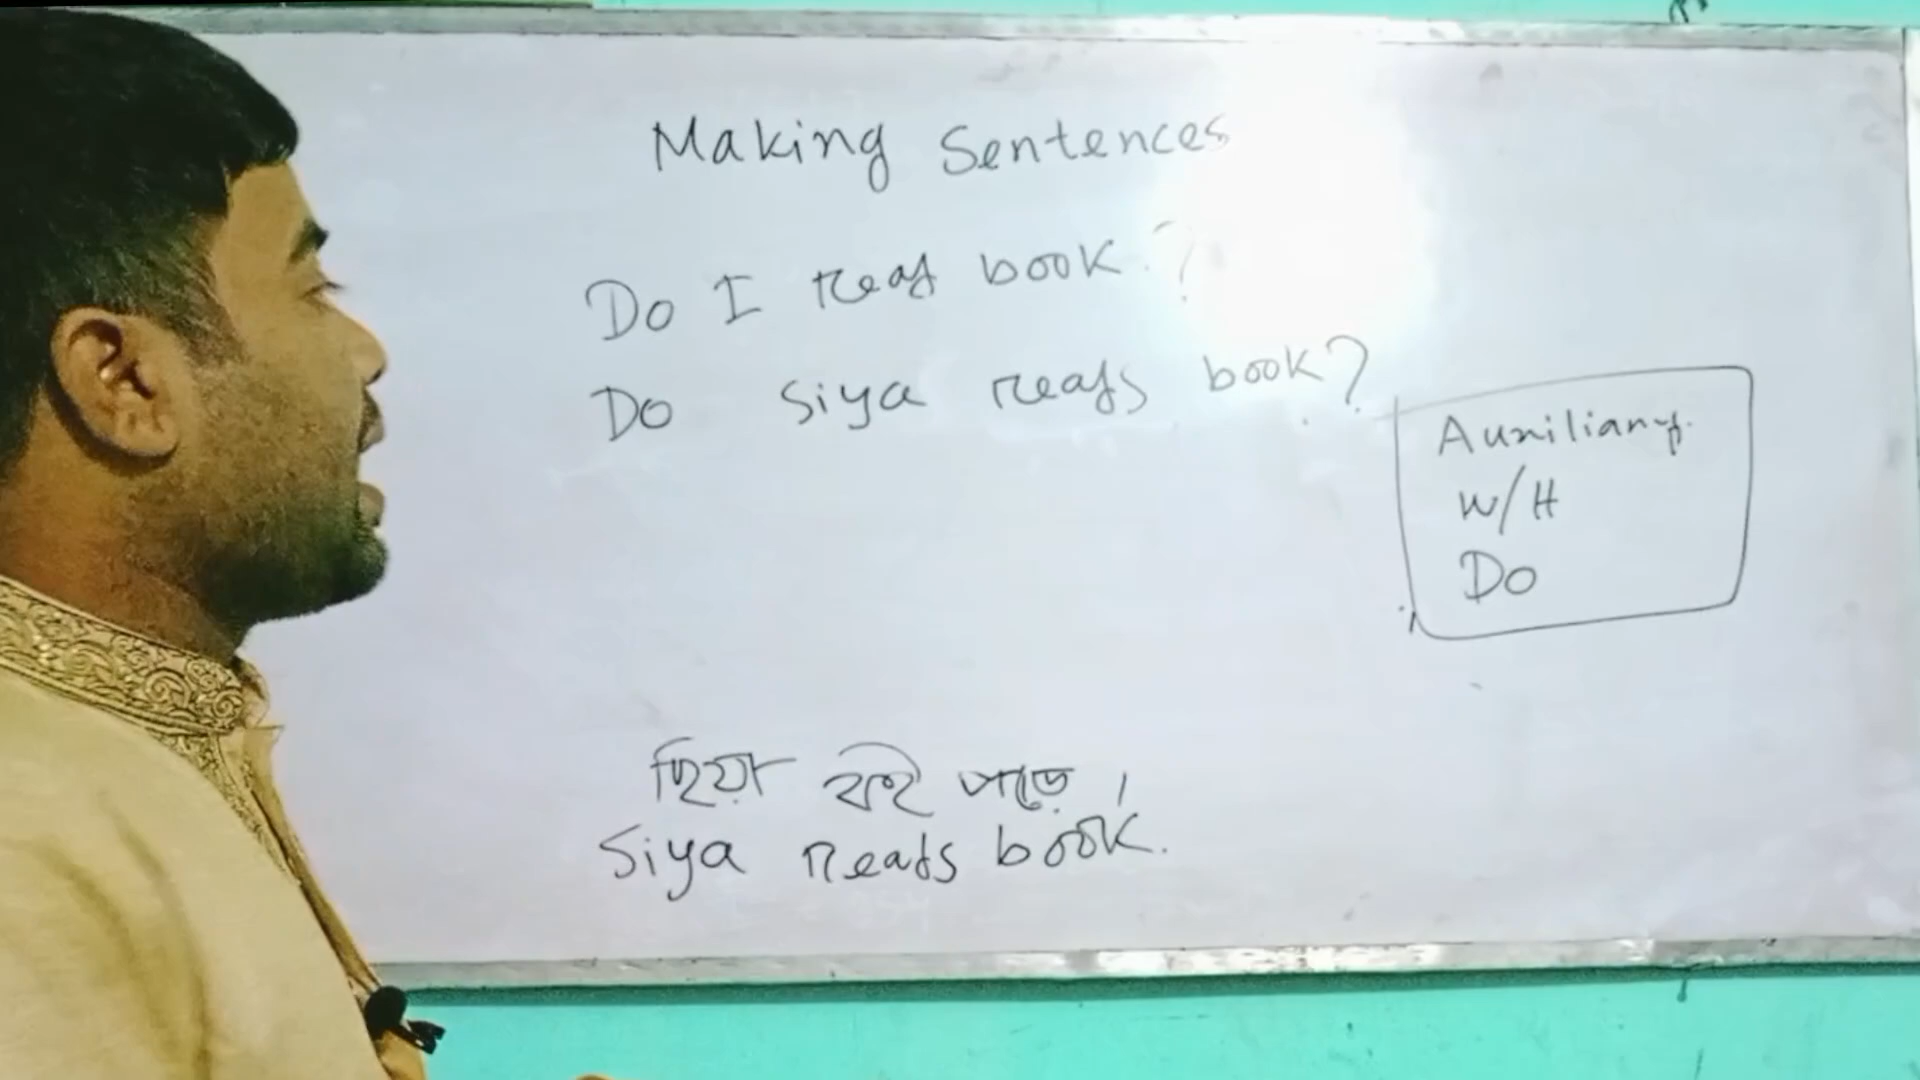 Making Sentences
Do I read book?
Do Siya reads book?
Auxiliary
W/H
Do
ছিয়া বই পড়ে।
Siya Reads book.